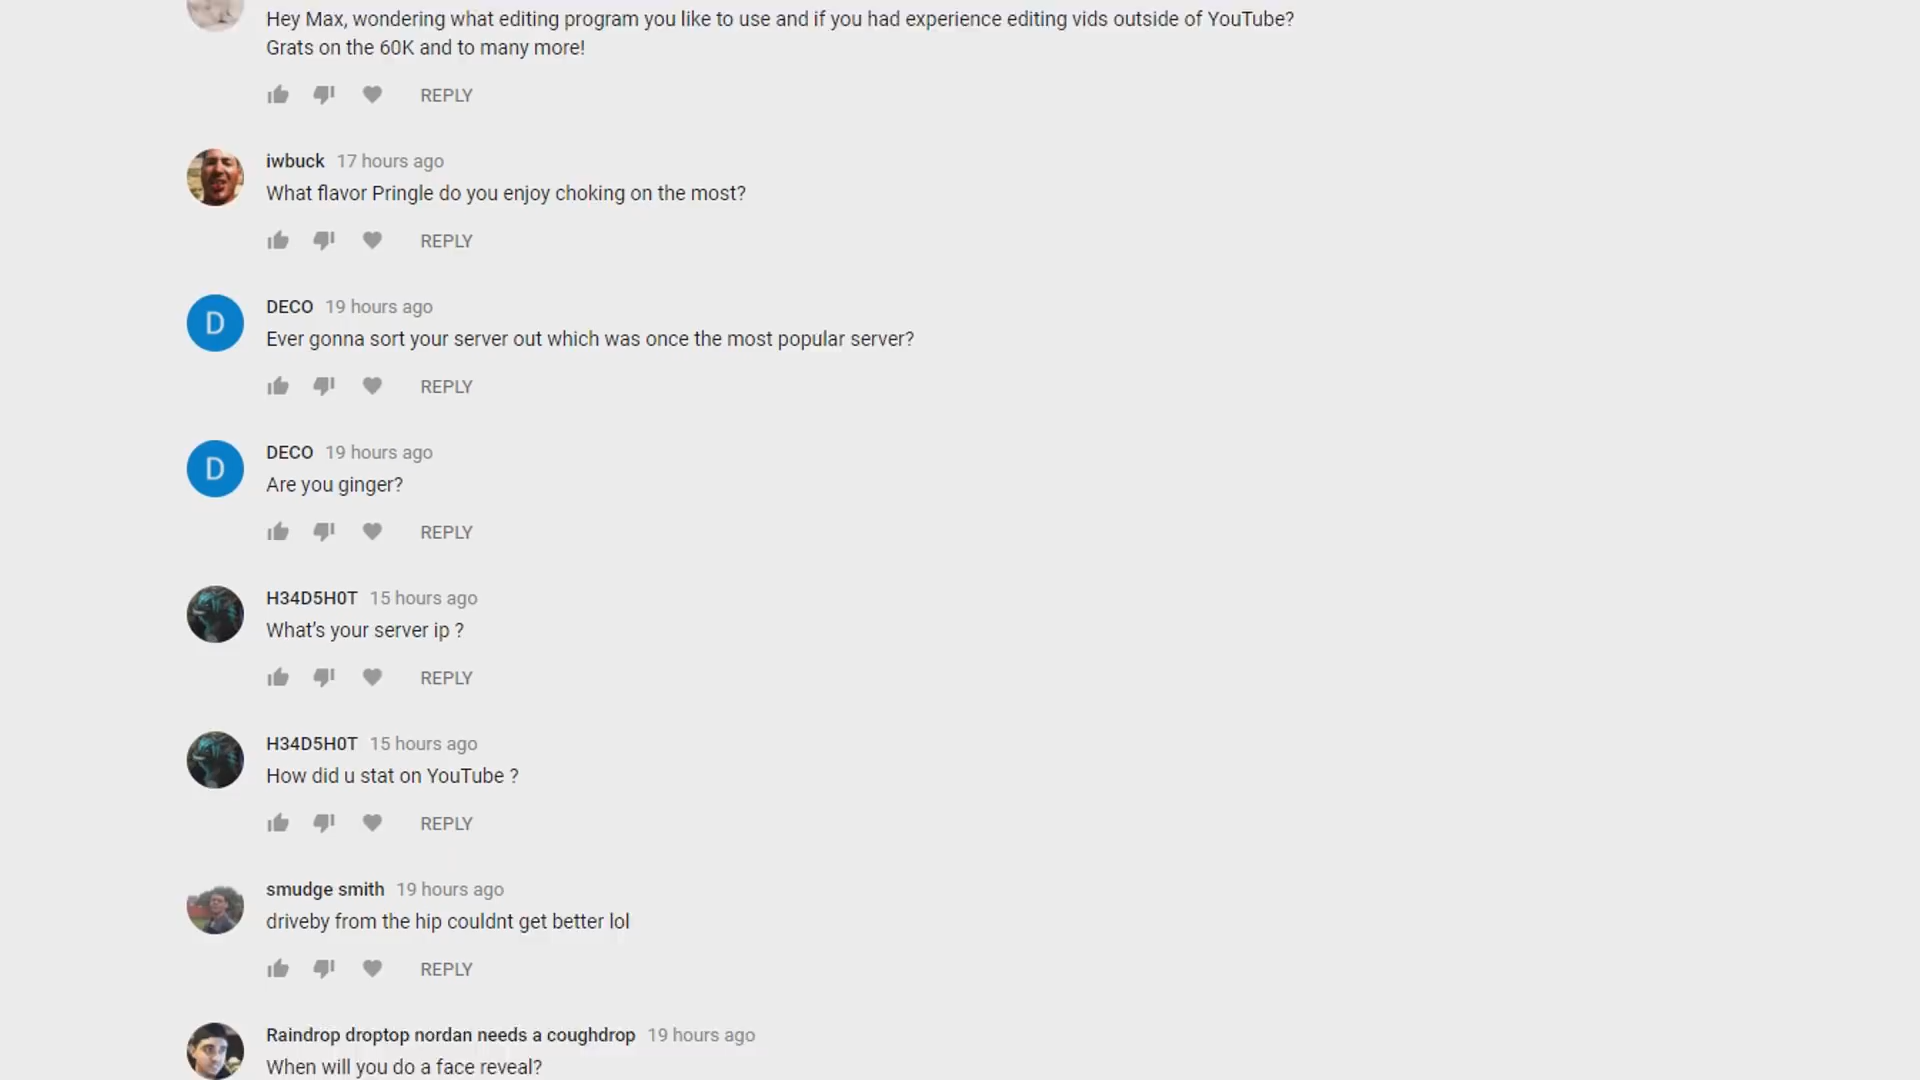 Hey Max, wondering what editing program you like to use and if you had experience editing vids outside of YouTube?
Grats on the 60K and to many more!
REPLY
iwbuck 17 hours ago
What flavor Pringle do you enjoy choking on the most?
REPLY
D
DECO 19 hours ago
Ever gonna sort your server out which was once the most popular server?
REPLY
D
DECO 19 hours ago
Are you ginger?
REPLY
H34D5H0T 15 hours ago
What’s your server ip ?
REPLY
H34D5H0T 15 hours ago
How did u stat on YouTube ?
REPLY
smudge smith 19 hours ago
driveby from the hip couldnt get better lol
REPLY
Raindrop droptop nordan needs a coughdrop 19 hours ago
When will you do a face reveal?